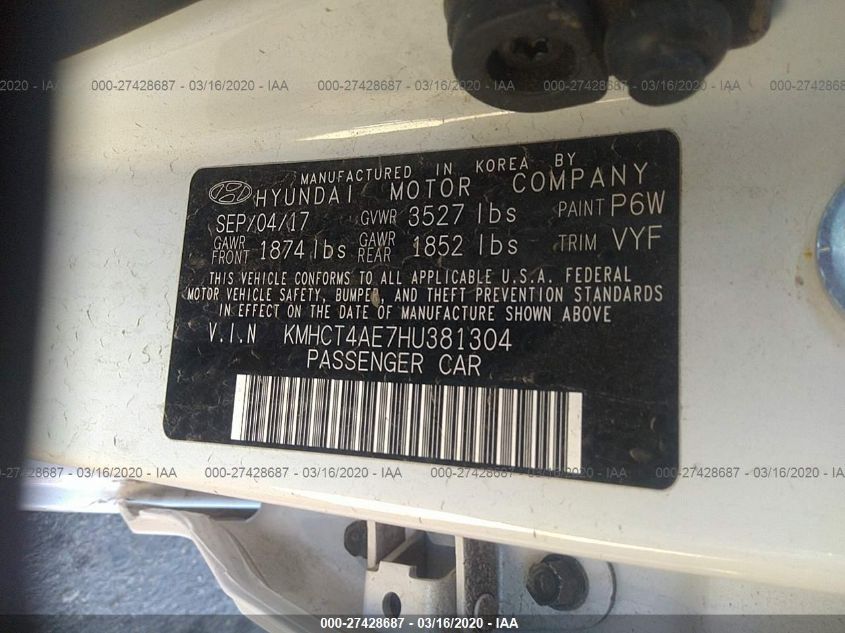 000-27428687 - 03/16/2020 - IAA
MANUFACTURED IN KOREA BY
HYUNDAI MOTOR COMPANY
SEP/04/17 GVWR 3527 lbs PAINT P6W
GAWR FRONT 1874 lbs GAWR REAR 1852 lbs TRIM VYF
THIS VEHICLE CONFORMS TO ALL APPLICABLE U.S.A. FEDERAL
MOTOR VEHICLE SAFETY, BUMPER, AND THEFT PREVENTION STANDARDS
IN EFFECT ON THE DATE OF MANUFACTURE SHOWN ABOVE
V.I.N KMHCT4AE7HU381304
PASSENGER CAR
000-27428687 - 03/16/2020 - IAA
000-27428687 - 03/16/2020 - IAA